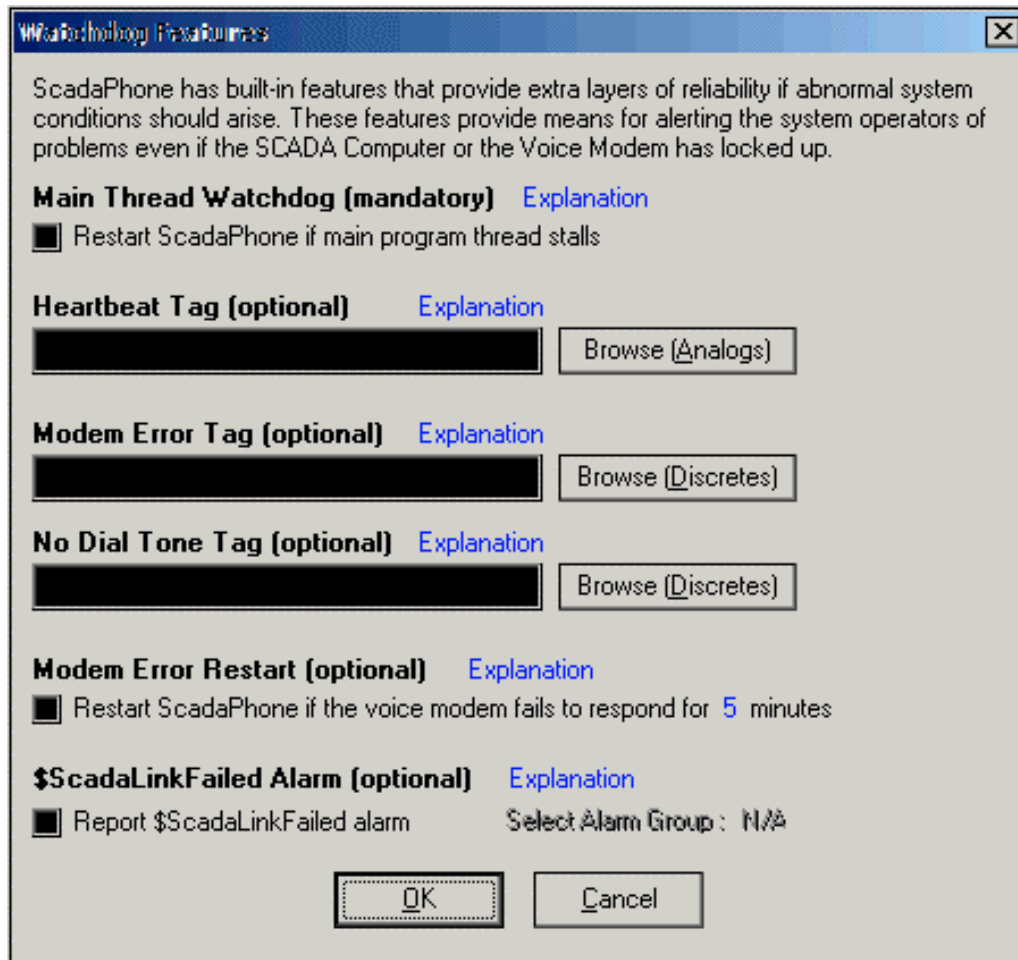 Watchdog Features
ScadaPhone has built-in features that provide extra layers of reliability if abnormal system
conditions should arise. These features provide means for alerting the system operators of
problems even if the SCADA Computer or the Voice Modem has locked up.
Main Thread Watchdog (mandatory) Explanation
Restart ScadaPhone if main program thread stalls
Heartbeat Tag (optional) Explanation
Browse (Analogs)
Modem Error Tag (optional) Explanation
Browse (Discretes)
No Dial Tone Tag (optional) Explanation
Browse (Discretes)
Modem Error Restart (optional) Explanation
Restart ScadaPhone if the voice modem fails to respond for 5 minutes
$ScadaLinkFailed Alarm (optional) Explanation
Report $ScadaLinkFailed alarm Select Alarm Group : N/A
OK Cancel